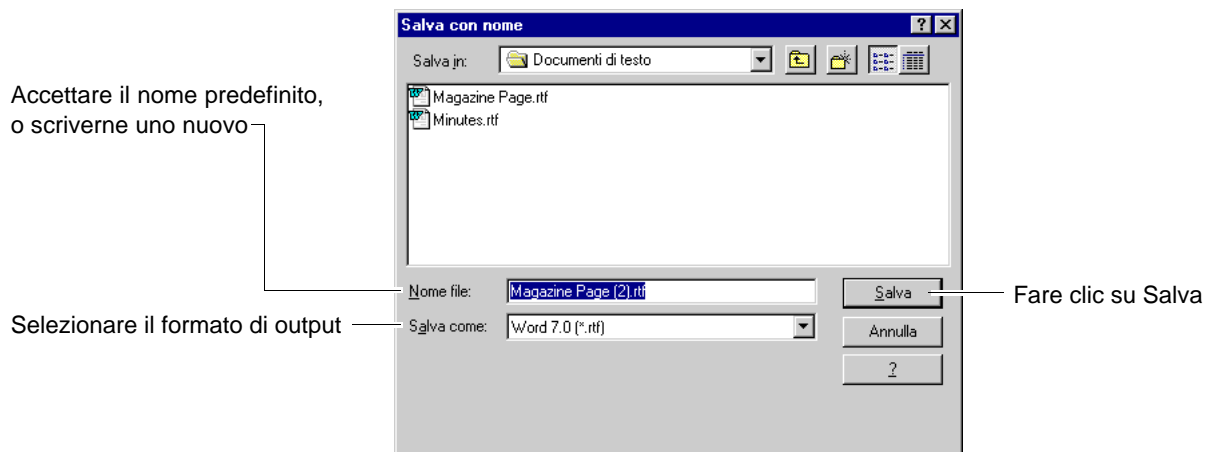 Salva con nome
Salva in: Documenti di testo
Accettare il nome predefinito,
o scriverne uno nuovo
Magazine Page.rtf
Minutes.rtf
Nome file: Magazine Page (2).rtf Salva
Fare clic su Salva
Selezionare il formato di output
Salva come: Word 7.0 (*.rtf) Annulla
?